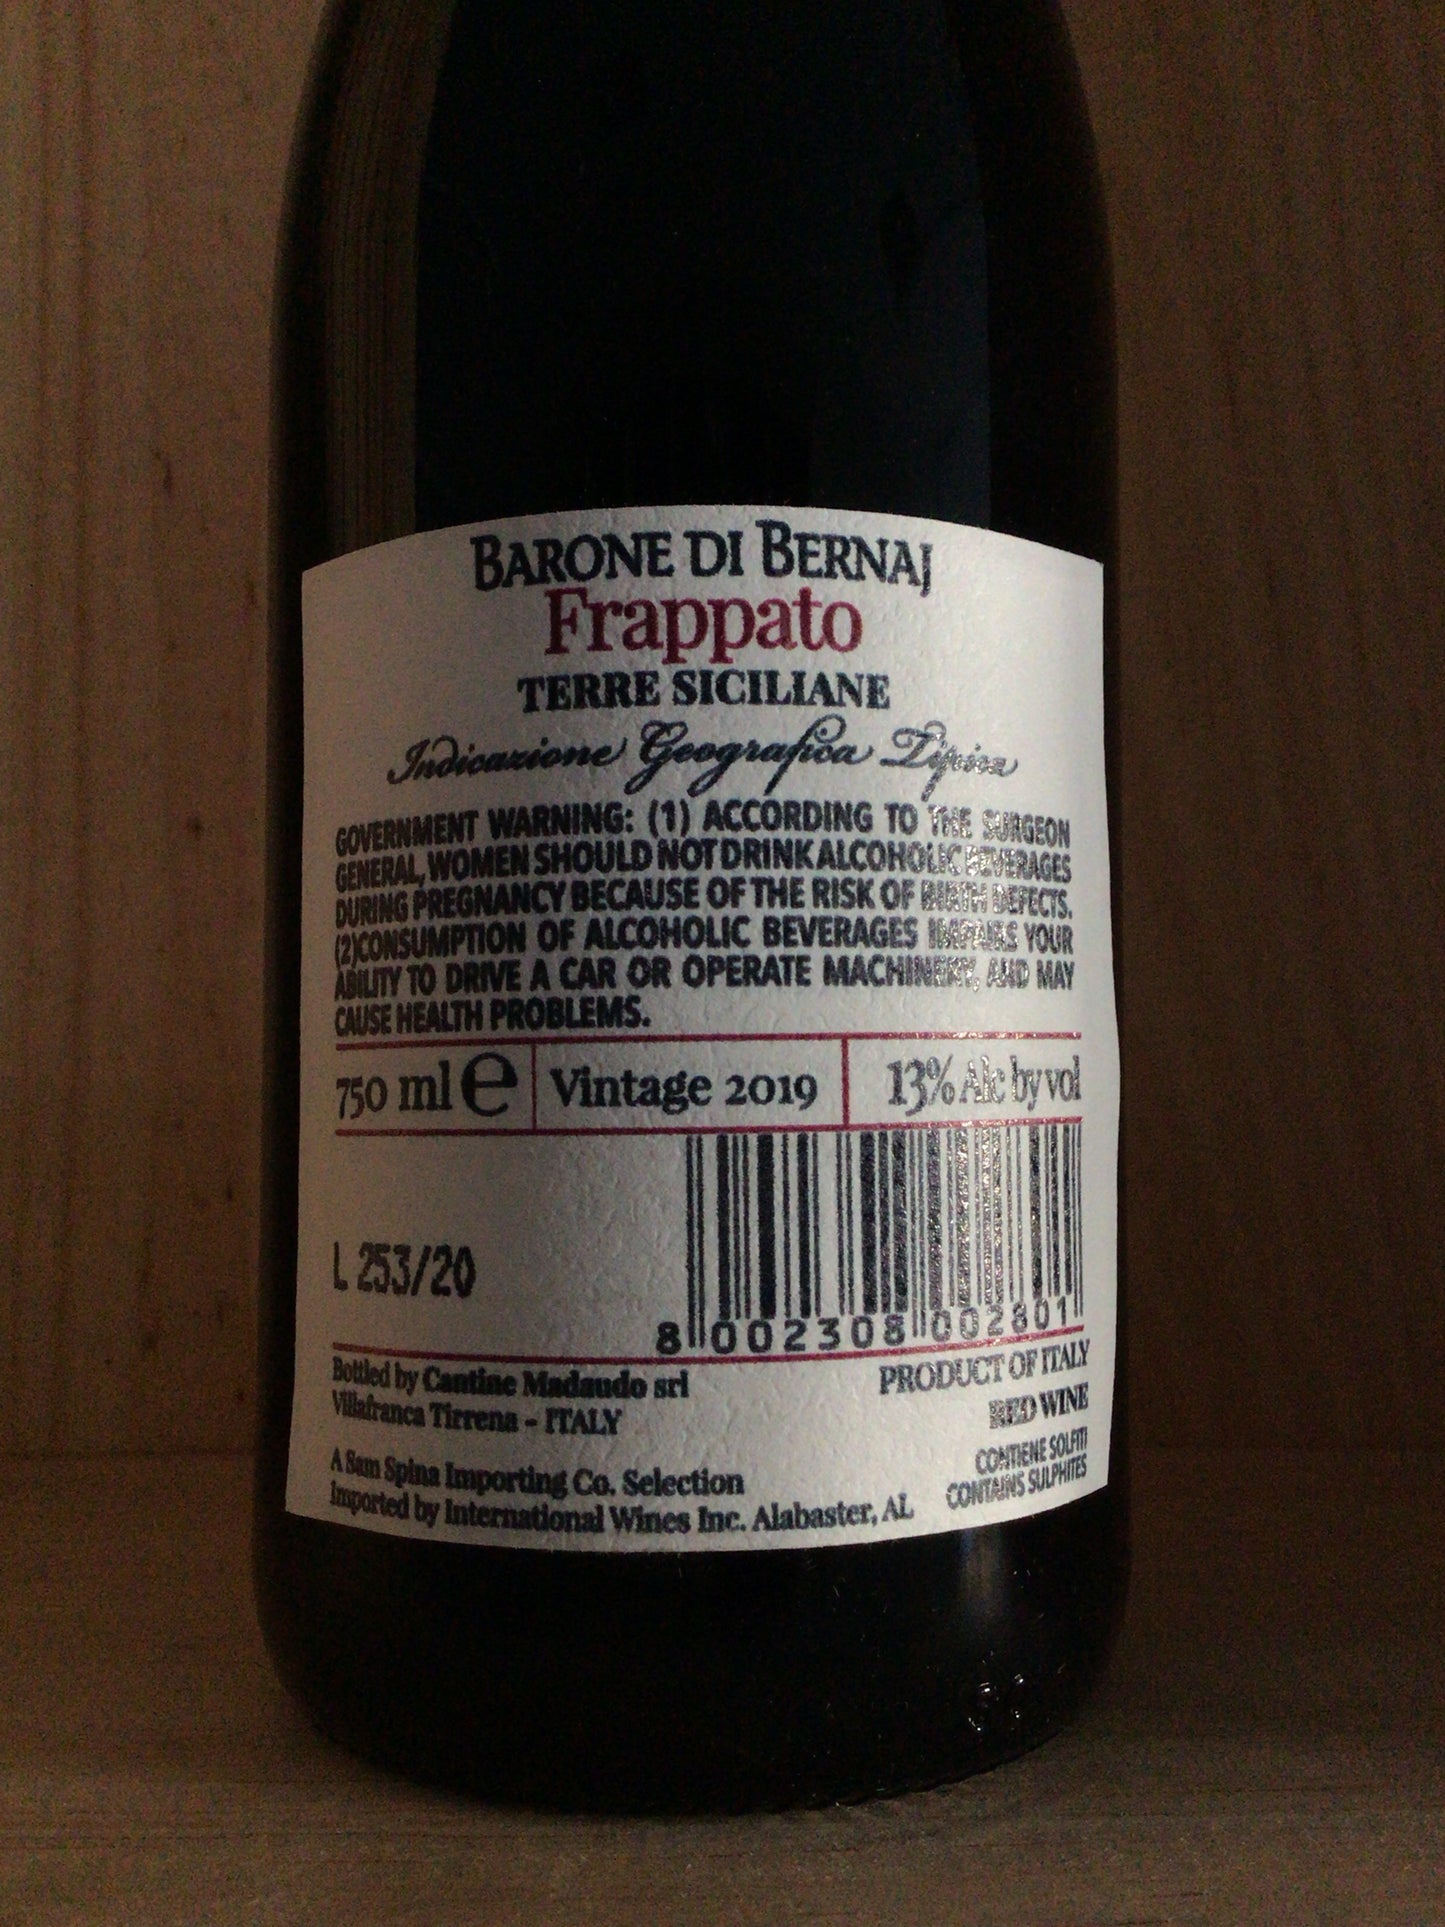 BARONE DI BERNAJ
Frappato
TERRE SICILIANE
Indicazione Geografica Tipica
GOVERNMENT WARNING: (1) ACCORDING TO THE SURGEON
GENERAL, WOMEN SHOULD NOT DRINK ALCOHOLIC BEVERAGES
DURING PREGNANCY BECAUSE OF THE RISK OF BIRTH DEFECTS.
(2)CONSUMPTION OF ALCOHOLIC BEVERAGES IMPAIRS YOUR
ABILITY TO DRIVE A CAR OR OPERATE MACHINERY, AND MAY
CAUSE HEALTH PROBLEMS.
750 ml e Vintage 2019 13% Alc by vol
L 253/20
8 002308 002801
Bottled by Cantine Madaudo srl
Villafranca Tirrena - ITALY
PRODUCT OF ITALY
RED WINE
CONTIENE SOLFITI
CONTAINS SULPHITES
A Sam Spina Importing Co. Selection
Imported by International Wines Inc. Alabaster, AL